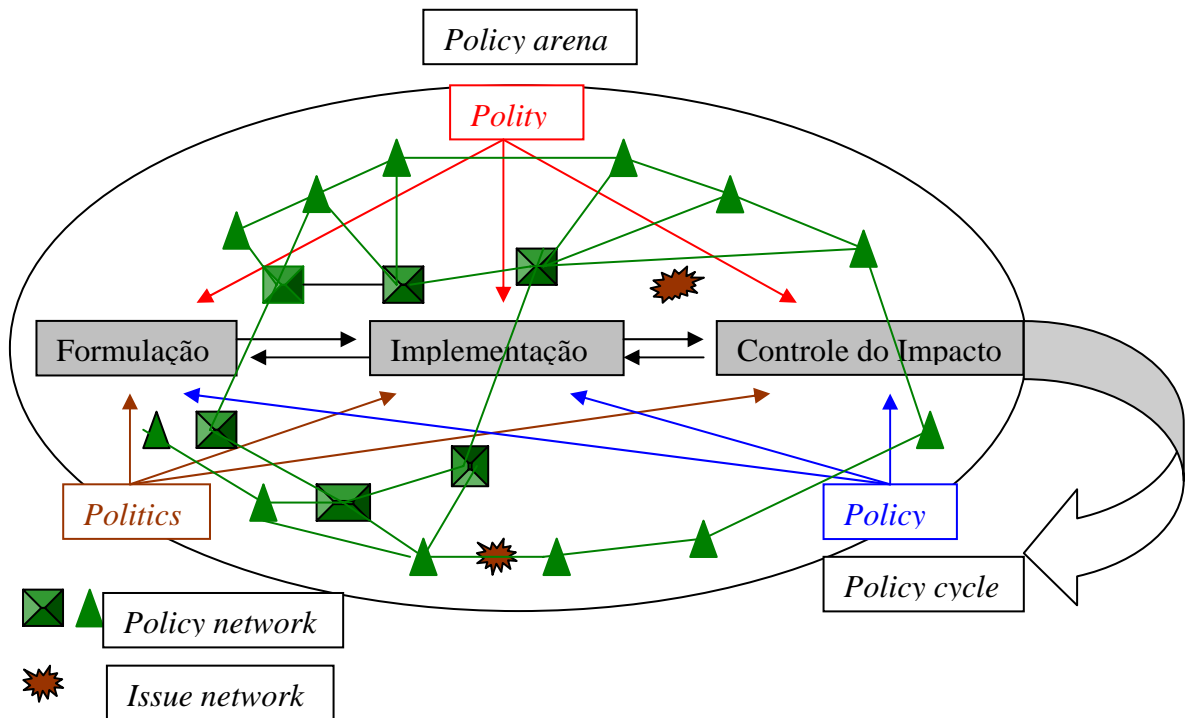 Policy arena
Polity
Formulação
Implementação
Controle do Impacto
Politics
Policy
Policy cycle
Policy network
Issue network